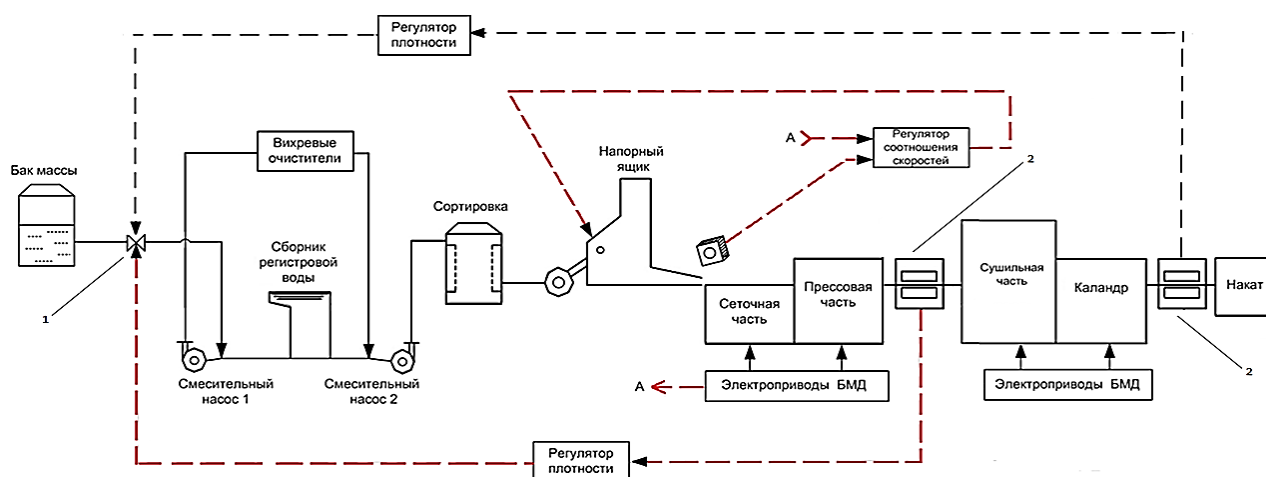 Регулятор
плотности
Вихревые
очистители
Напорный
ящик
А
Регулятор
соотношения
скоростей
2
Бак массы
Сортировка
Сборник
регистровой
воды
Сушильная
часть
Прессовая
часть
Каландр
Накат
Сеточная
часть
1
2
Смесительный
насос 1
Смесительный
насос 2
А
Электроприводы БМД
Электроприводы БМД
Регулятор
плотности